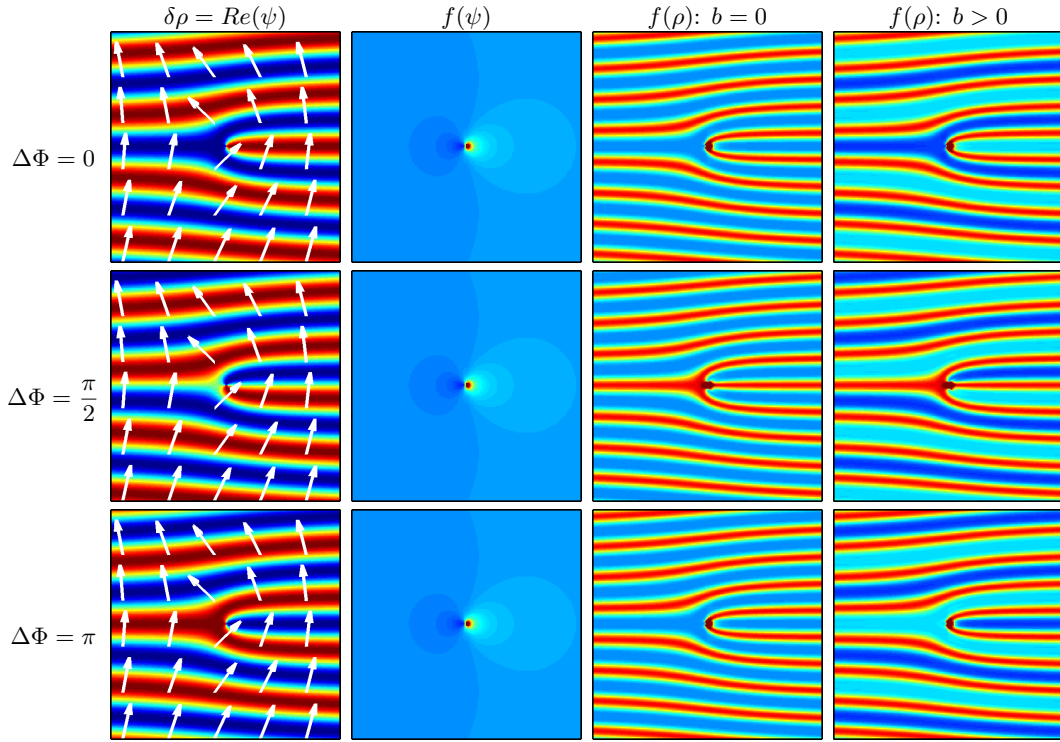 δρ = Re(ψ)
f(ψ)
f(ρ): b = 0
f(ρ): b > 0
ΔΦ = 0
ΔΦ = π/2
ΔΦ = π